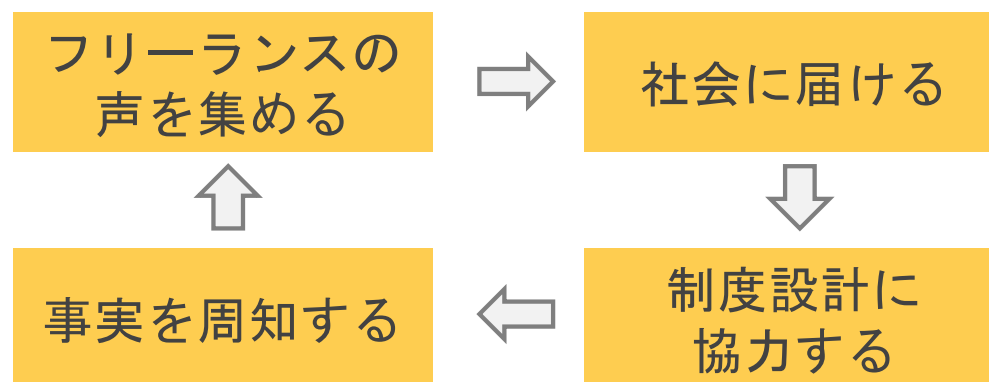 フリーランスの
声を集める
社会に届ける
制度設計に
協力する
事実を周知する